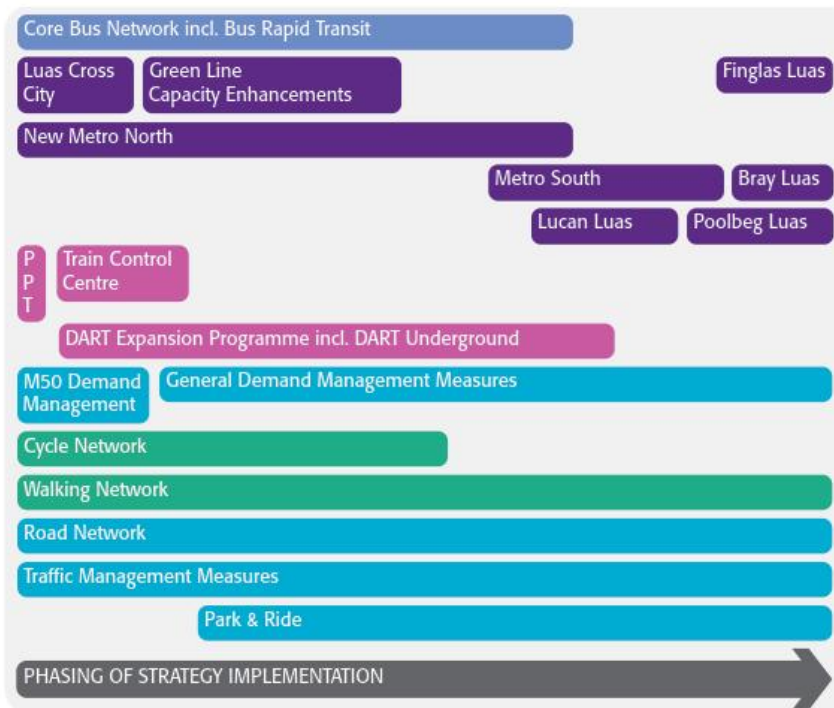 Core Bus Network incl. Bus Rapid Transit
Luas Cross
City
Green Line
Capacity Enhancements
Finglas Luas
New Metro North
Metro South
Bray Luas
Lucan Luas
Poolbeg Luas
P
P
T
Train Control
Centre
DART Expansion Programme incl. DART Underground
M50 Demand
Management
General Demand Management Measures
Cycle Network
Walking Network
Road Network
Traffic Management Measures
Park & Ride
PHASING OF STRATEGY IMPLEMENTATION